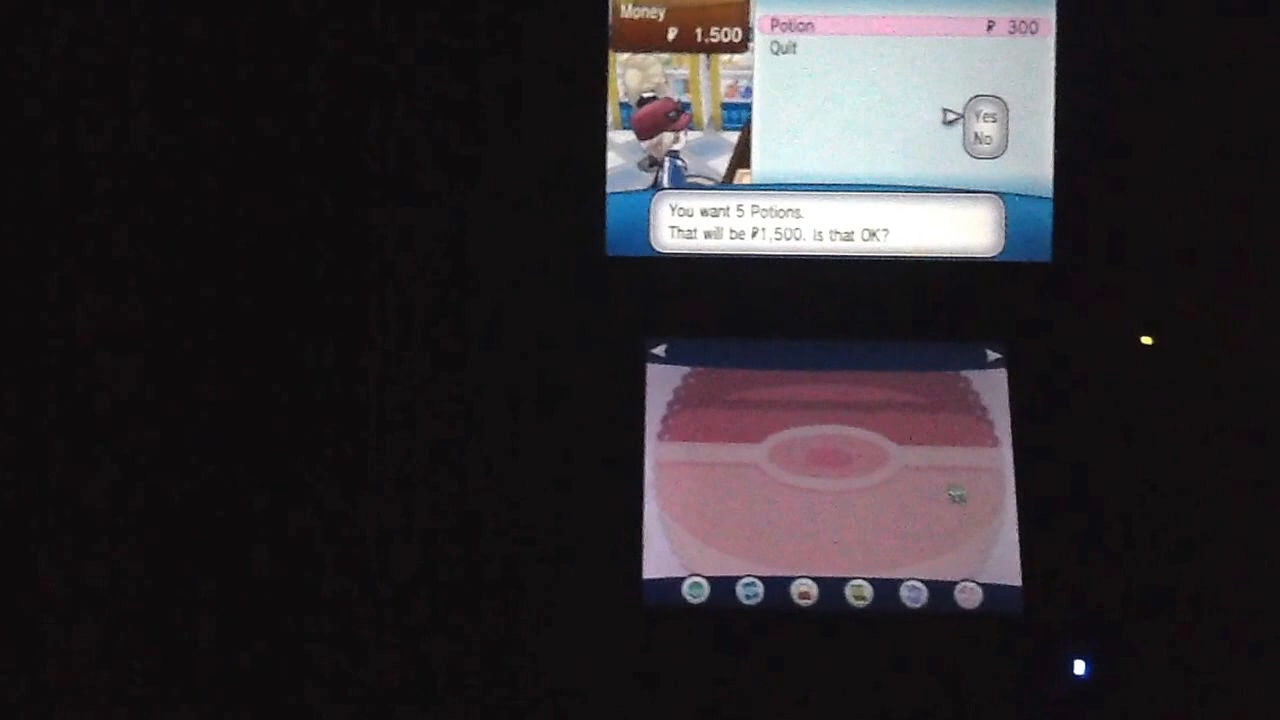 Money
₽ 1,500
Potion ₽ 300
Quit
Yes
No
You want 5 Potions.
That will be ₽1,500. Is that OK?